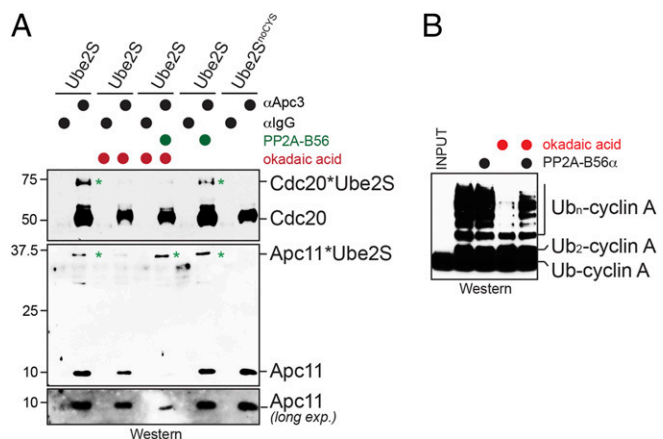 A
Ube2S
Ube2S
Ube2S
Ube2S
Ube2SnoCYS
αApc3
αIgG
PP2A-B56
okadaic acid
75
* *
Cdc20*Ube2S
50
Cdc20
37.5
* * * *
Apc11*Ube2S
25
10
Apc11
10
Apc11
(long exp.)
Western
B
INPUT
okadaic acid
PP2A-B56α
Ubn-cyclin A
Ub2-cyclin A
Ub-cyclin A
Western